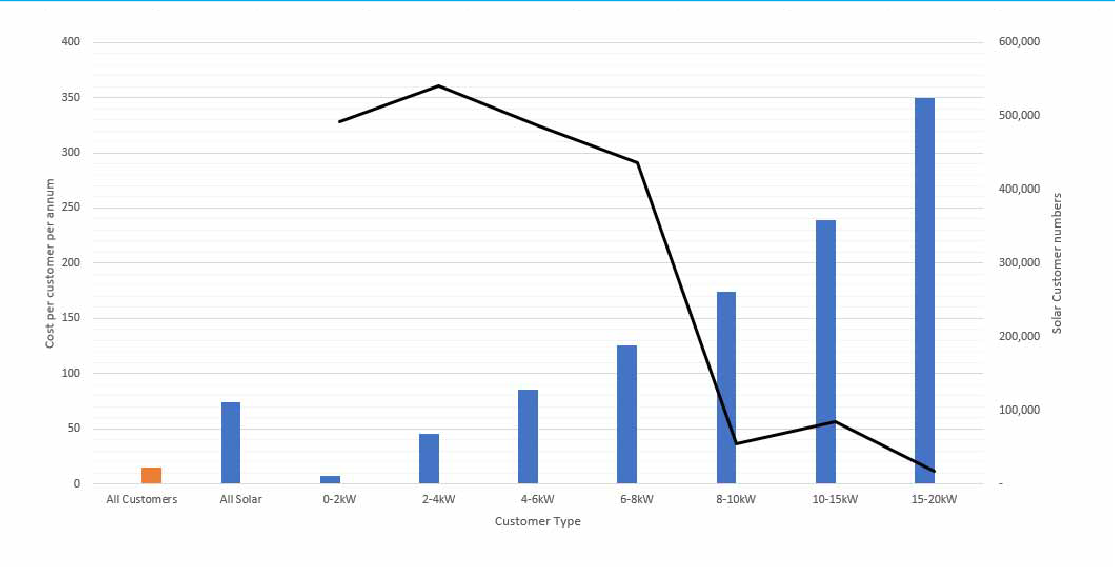 400
350
300
250
200
150
100
50
0
Cost per customer per annum
600,000
500,000
400,000
300,000
200,000
100,000
-
Solar Customer numbers
All Customers
All Solar
0-2kW
2-4kW
4-6kW
6-8kW
8-10kW
10-15kW
15-20kW
Customer Type